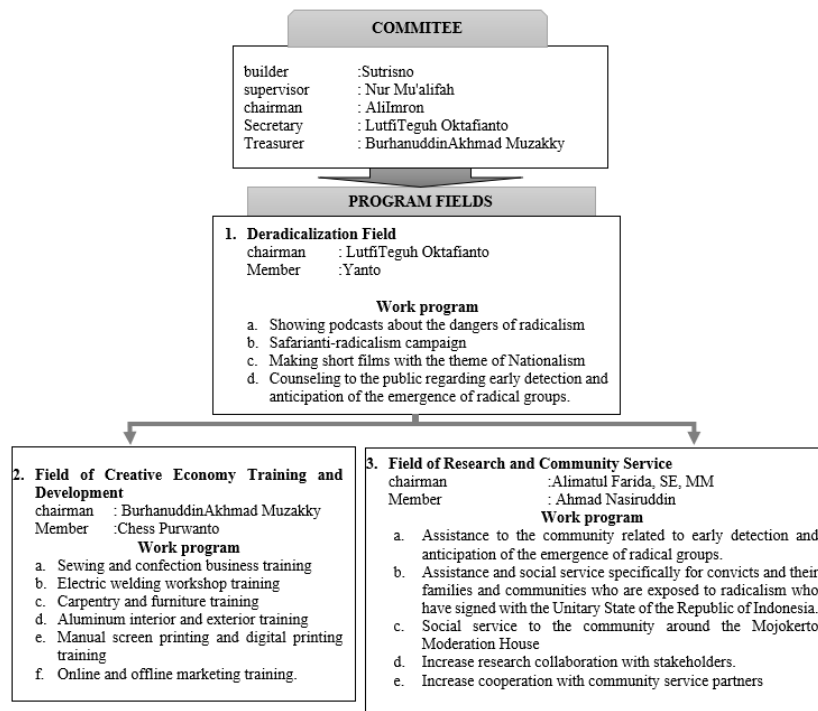 COMMITEE
builder :Sutrisno
supervisor : Nur Mu'alifah
chairman : AliImron
Secretary : LutfiTeguh Oktafianto
Treasurer : BurhanuddinAkhmad Muzakky
PROGRAM FIELDS
1. Deradicalization Field
chairman : LutfiTeguh Oktafianto
Member :Yanto
Work program
a. Showing podcasts about the dangers of radicalism
b. Safarianti-radicalism campaign
c. Making short films with the theme of Nationalism
d. Counseling to the public regarding early detection and
anticipation of the emergence of radical groups.
2. Field of Creative Economy Training and
Development
chairman : BurhanuddinAkhmad Muzakky
Member :Chess Purwanto
Work program
a. Sewing and confection business training
b. Electric welding workshop training
c. Carpentry and furniture training
d. Aluminum interior and exterior training
e. Manual screen printing and digital printing
training
f. Online and offline marketing training.
3. Field of Research and Community Service
chairman :Alimatul Farida, SE, MM
Member : Ahmad Nasiruddin
Work program
a. Assistance to the community related to early detection and
anticipation of the emergence of radical groups.
b. Assistance and social service specifically for convicts and their
families and communities who are exposed to radicalism who
have signed with the Unitary State of the Republic of Indonesia.
c. Social service to the community around the Mojokerto
Moderation House
d. Increase research collaboration with stakeholders.
e. Increase cooperation with community service partners